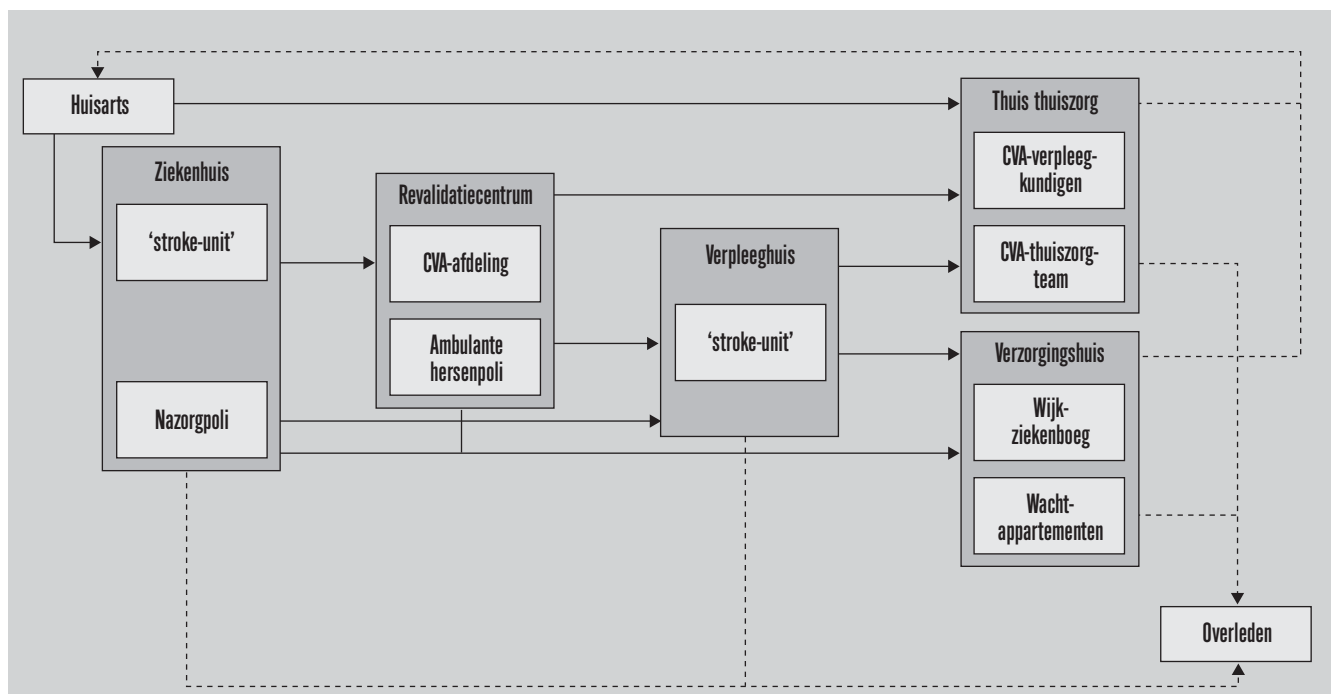 Huisarts
Ziekenhuis
‘stroke-unit’
Nazorgpoli
Revalidatiecentrum
CVA-afdeling
Ambulante
hersenpoli
Verpleeghuis
‘stroke-unit’
Thuis thuiszorg
CVA-verpleeg-
kundigen
CVA-thuiszorg-
team
Verzorgingshuis
Wijk-
ziekenboeg
Wacht-
appartementen
Overleden